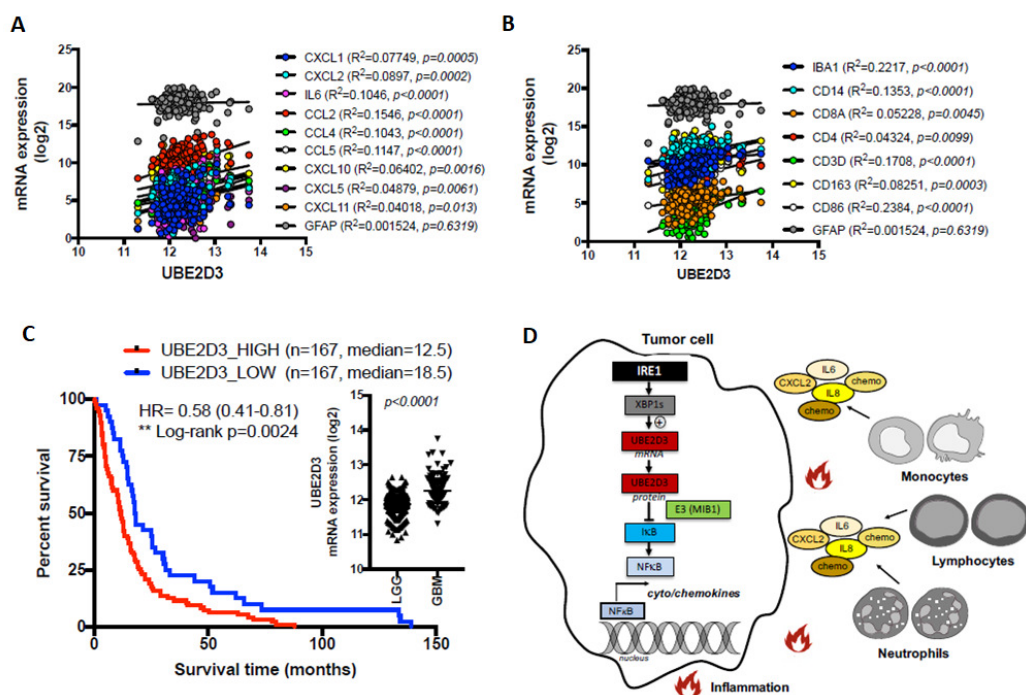 A
mRNA expression
(log2)
25
20
15
10
5
0
10 11 12 13 14 15
UBE2D3
CXCL1 (R²=0.07749, p=0.0005)
CXCL2 (R²=0.0897, p=0.0002)
IL6 (R²=0.1046, p<0.0001)
CCL2 (R²=0.1546, p<0.0001)
CCL4 (R²=0.1043, p<0.0001)
CCL5 (R²=0.1147, p<0.0001)
CXCL10 (R²=0.06402, p=0.0016)
CXCL5 (R²=0.04879, p=0.0061)
CXCL11 (R²=0.04018, p=0.013)
GFAP (R²=0.001524, p=0.6319)
B
mRNA expression
(log2)
25
20
15
10
5
0
10 11 12 13 14 15
UBE2D3
IBA1 (R²=0.2217, p<0.0001)
CD14 (R²=0.1353, p<0.0001)
CD8A (R²= 0.05228, p=0.0045)
CD4 (R²=0.04324, p=0.0099)
CD3D (R²=0.1708, p<0.0001)
CD163 (R²=0.08251, p=0.0003)
CD86 (R²=0.2384, p<0.0001)
GFAP (R²=0.001524, p=0.6319)
C
UBE2D3_HIGH (n=167, median=12.5)
UBE2D3_LOW (n=167, median=18.5)
HR= 0.58 (0.41-0.81)
** Log-rank p=0.0024
Percent survival
100
75
50
25
0
0 50 100 150
Survival time (months)
p<0.0001
UBE2D3
mRNA expression (log2)
15
14
13
12
11
10
LGG
GBM
D
Tumor cell
IRE1
XBP1s
+
UBE2D3
mRNA
UBE2D3
protein
E3 (MIB1)
IκB
NFκB
cyto/chemokines
NFκB
nucleus
Inflammation
IL6
CXCL2
chemo
IL8
chemo
Monocytes
IL6
CXCL2
chemo
IL8
chemo
Lymphocytes
Neutrophils